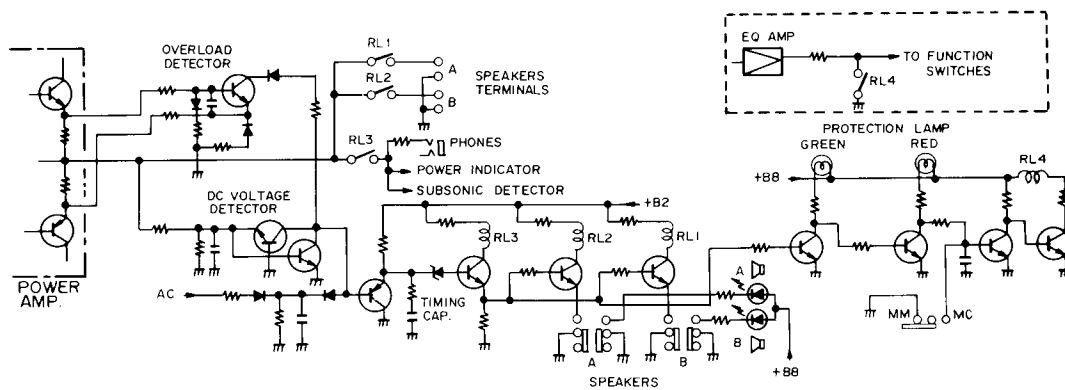 OVERLOAD
DETECTOR
RL1
RL2
A
B
SPEAKERS
TERMINALS
RL3
PHONES
POWER INDICATOR
SUBSONIC DETECTOR
DC VOLTAGE
DETECTOR
POWER
AMP.
AC
TIMING
CAP.
+B2
RL3
RL2
RL1
A
B
A
B
SPEAKERS
+B8
EQ AMP
TO FUNCTION
SWITCHES
RL4
PROTECTION LAMP
GREEN
RED
+B8
RL4
MM
MC